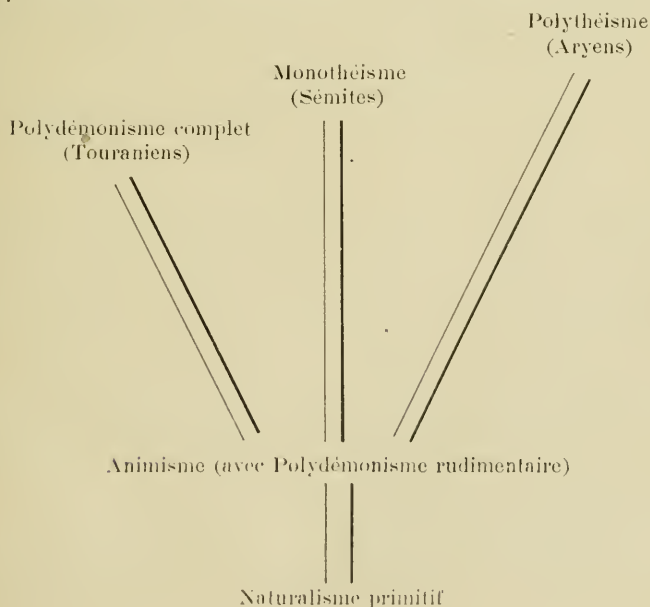 Polythéisme
(Aryens)
Monothéisme
(Sémites)
Polydémonisme complet
(Touraniens)
Animisme (avec Polydémonisme rudimentaire)
Naturalisme primitif